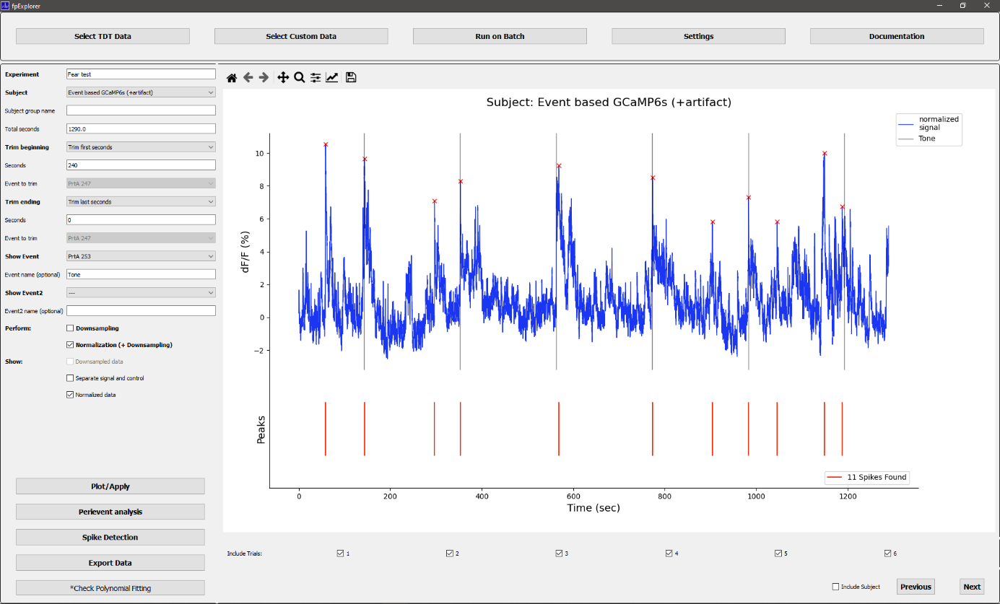 fpExplorer
Select TDT Data
Select Custom Data
Run on Batch
Settings
Documentation
Experiment Fear test
Subject Event based GCaMP6s (+artifact)
Subject group name
Total seconds 1290.0
Trim beginning Trim first seconds
Seconds 240
Event to trim PrtA 247
Trim ending Trim last seconds
Seconds 0
Event to trim PrtA 247
Show Event PrtA 253
Event name (optional) Tone
Show Event2 ---
Event2 name (optional)
Perform: Downsampling
Normalization (+ Downsampling)
Show: Downsampled data
Separate signal and control
Normalized data
Plot/Apply
Perievent analysis
Spike Detection
Export Data
*Check Polynomial Fitting
Subject: Event based GCaMP6s (+artifact)
normalized
signal
Tone
dF/F (%)
10
8
6
4
2
0
−2
Peaks
11 Spikes Found
0 200 400 600 800 1000 1200
Time (sec)
Include Trials: 1 2 3 4 5 6
Include Subject
Previous
Next